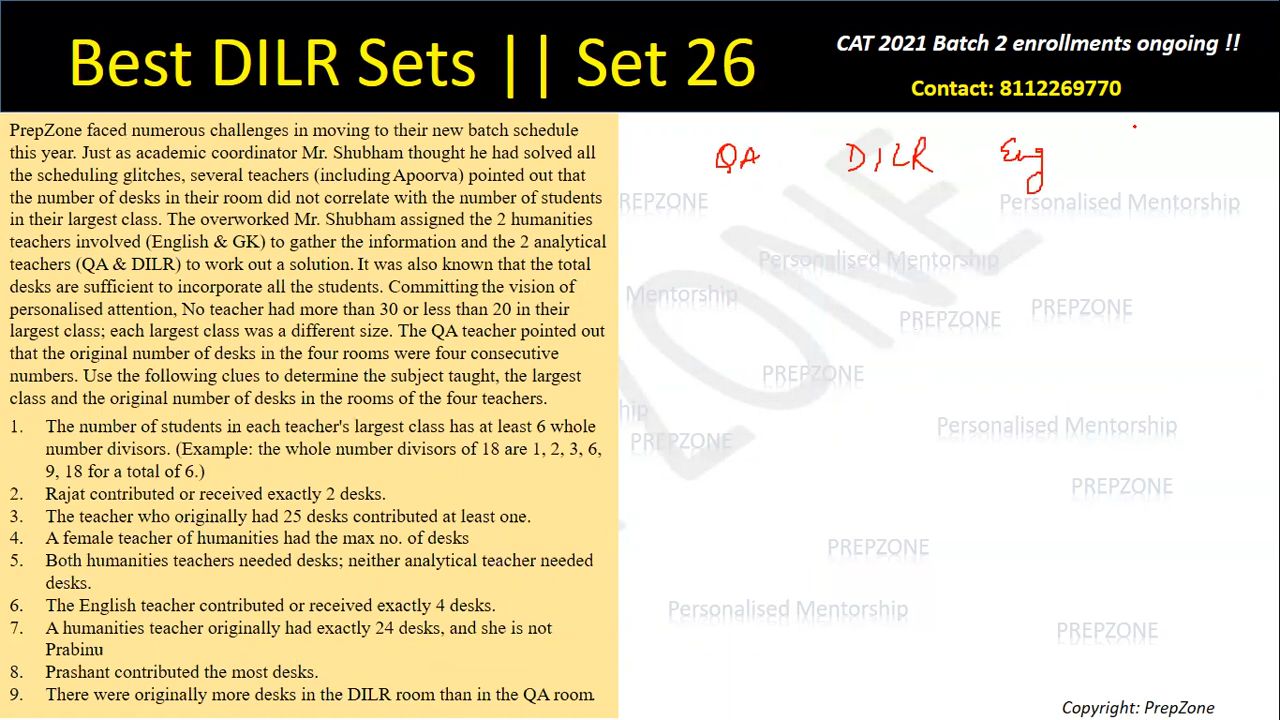 Best DILR Sets || Set 26
CAT 2021 Batch 2 enrollments ongoing !!
Contact: 8112269770
PrepZone faced numerous challenges in moving to their new batch schedule
this year. Just as academic coordinator Mr. Shubham thought he had solved all
the scheduling glitches, several teachers (including Apoorva) pointed out that
the number of desks in their room did not correlate with the number of students
in their largest class. The overworked Mr. Shubham assigned the 2 humanities
teachers involved (English & GK) to gather the information and the 2 analytical
teachers (QA & DILR) to work out a solution. It was also known that the total
desks are sufficient to incorporate all the students. Committing the vision of
personalised attention, No teacher had more than 30 or less than 20 in their
largest class; each largest class was a different size. The QA teacher pointed out
that the original number of desks in the four rooms were four consecutive
numbers. Use the following clues to determine the subject taught, the largest
class and the original number of desks in the rooms of the four teachers.
1. The number of students in each teacher's largest class has at least 6 whole
number divisors. (Example: the whole number divisors of 18 are 1, 2, 3, 6,
9, 18 for a total of 6.)
2. Rajat contributed or received exactly 2 desks.
3. The teacher who originally had 25 desks contributed at least one.
4. A female teacher of humanities had the max no. of desks
5. Both humanities teachers needed desks; neither analytical teacher needed
desks.
6. The English teacher contributed or received exactly 4 desks.
7. A humanities teacher originally had exactly 24 desks, and she is not
Prabinu
8. Prashant contributed the most desks.
9. There were originally more desks in the DILR room than in the QA room.
QA DILR Eng
REPZONE Personalised Mentorship
Personalised Mentorship
Mentorship PREPZONE
PREPZONE
PREPZONE
hip PREPZONE Personalised Mentorship
PREPZONE
PREPZONE
Personalised Mentorship
PREPZONE
ZONE
Copyright: PrepZone